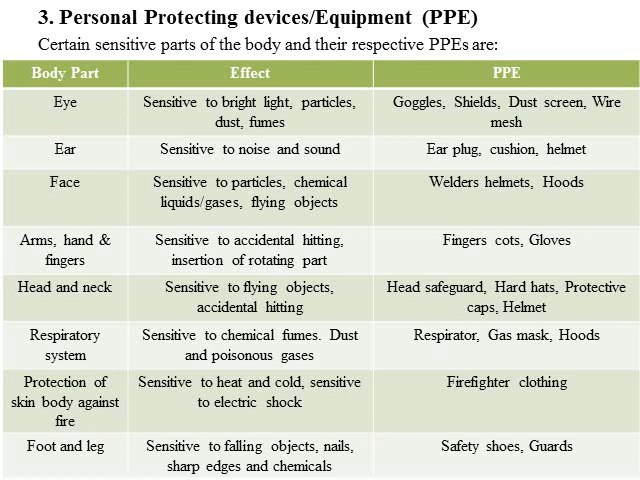 3. Personal Protecting devices/Equipment (PPE)
Certain sensitive parts of the body and their respective PPEs are:
Body Part Effect PPE
Eye Sensitive to bright light, particles, dust, fumes Goggles, Shields, Dust screen, Wire mesh
Ear Sensitive to noise and sound Ear plug, cushion, helmet
Face Sensitive to particles, chemical liquids/gases, flying objects Welders helmets, Hoods
Arms, hand & fingers Sensitive to accidental hitting, insertion of rotating part Fingers cots, Gloves
Head and neck Sensitive to flying objects, accidental hitting Head safeguard, Hard hats, Protective caps, Helmet
Respiratory system Sensitive to chemical fumes. Dust and poisonous gases Respirator, Gas mask, Hoods
Protection of skin body against fire Sensitive to heat and cold, sensitive to electric shock Firefighter clothing
Foot and leg Sensitive to falling objects, nails, sharp edges and chemicals Safety shoes, Guards